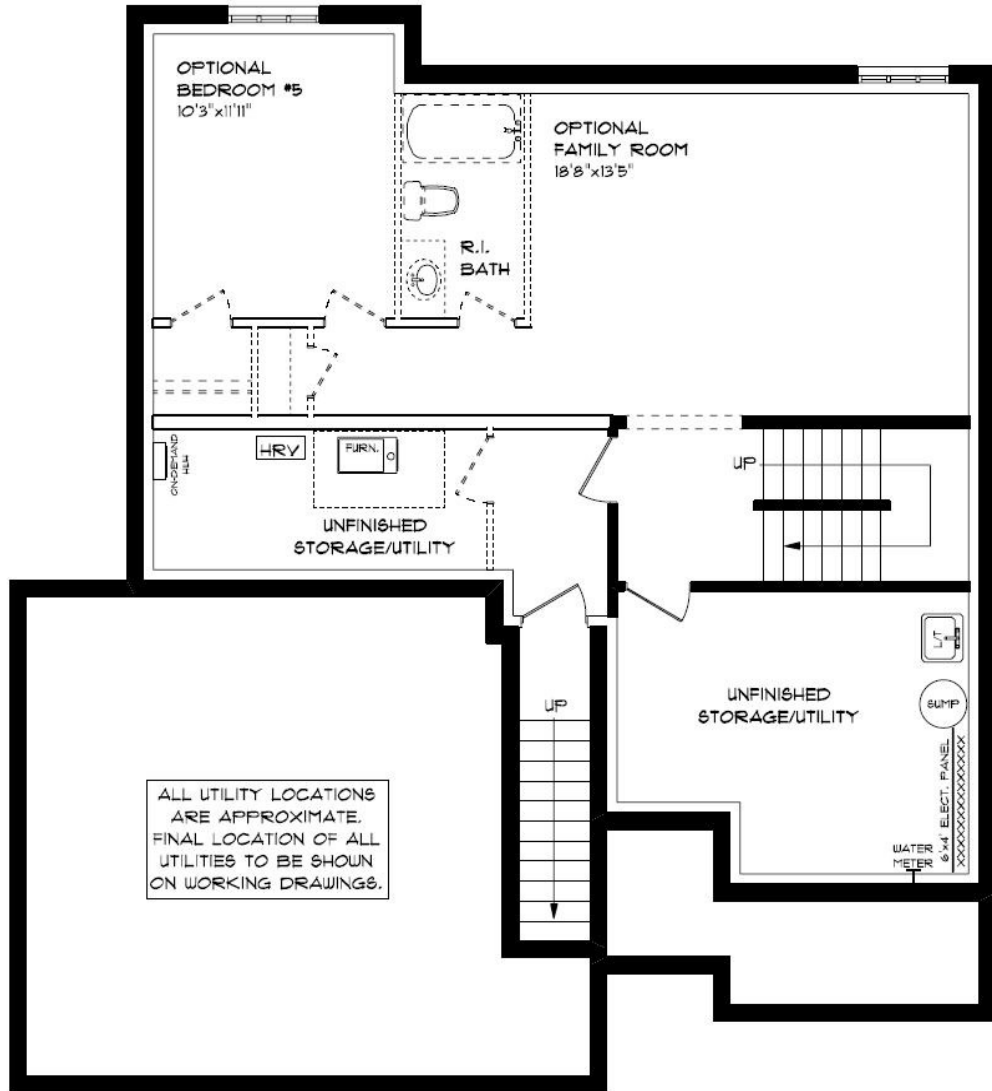 OPTIONAL
BEDROOM #5
10'3"x11'11"
OPTIONAL
FAMILY ROOM
18'8"x13'5"
R.I.
BATH
ON-DEMAND
HWH
HRV
FURN.
UP
UNFINISHED
STORAGE/UTILITY
L/T
UP
UNFINISHED
STORAGE/UTILITY
SUMP
6'x4' ELECT. PANEL
ALL UTILITY LOCATIONS
ARE APPROXIMATE.
FINAL LOCATION OF ALL
UTILITIES TO BE SHOWN
ON WORKING DRAWINGS.
WATER
METER